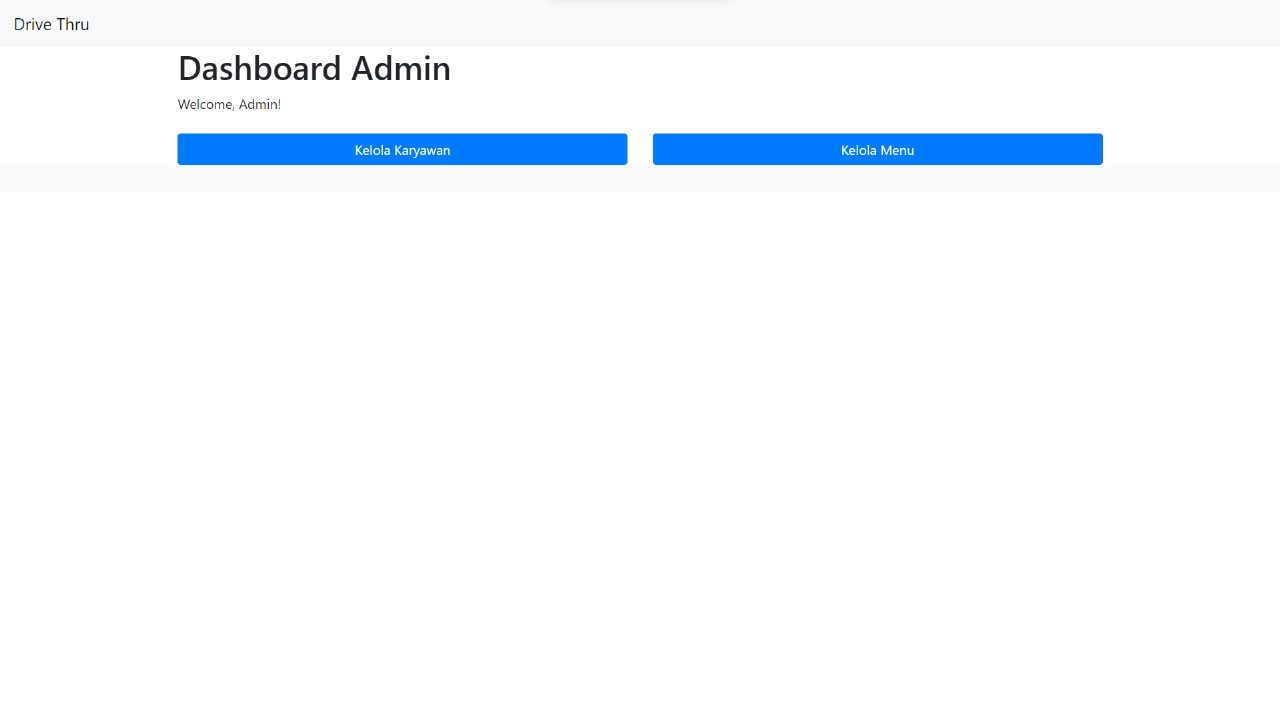 Drive Thru
Dashboard Admin
Welcome, Admin!
Kelola Karyawan
Kelola Menu